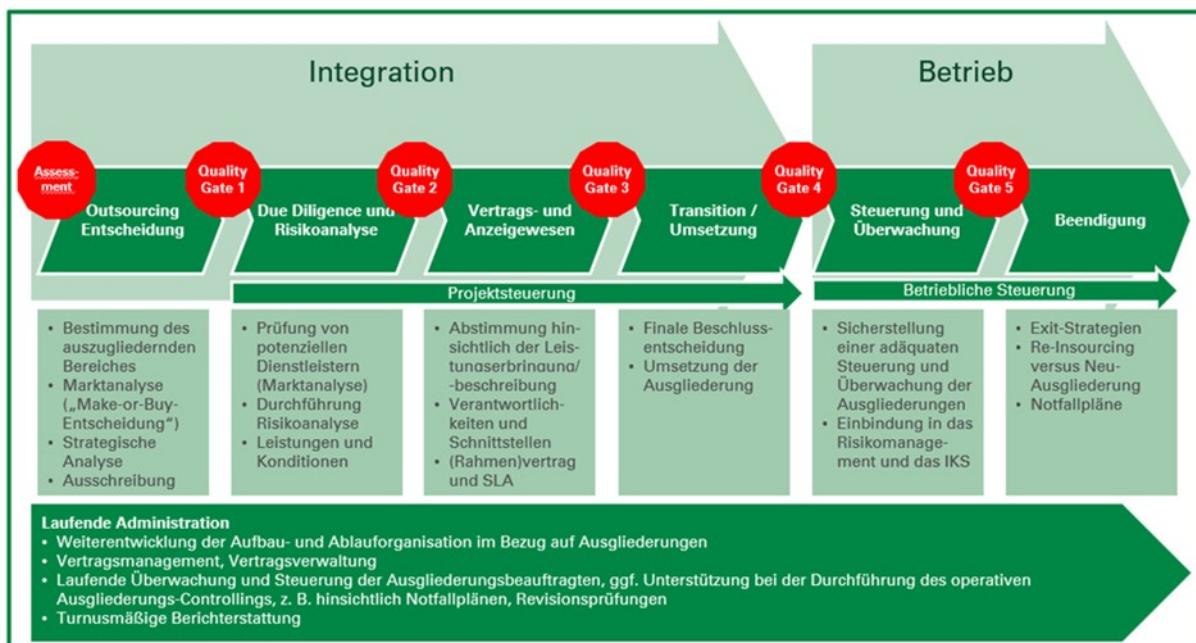 Integration
Betrieb
Assess-
ment
Quality
Gate 1
Quality
Gate 2
Quality
Gate 3
Quality
Gate 4
Quality
Gate 5
Outsourcing
Entscheidung
Due Diligence und
Risikoanalyse
Vertrags- und
Anzeigewesen
Transition /
Umsetzung
Steuerung und
Überwachung
Beendigung
Projektsteuerung
Betriebliche Steuerung
• Bestimmung des
auszugliedernden
Bereiches
• Marktanalyse
(„Make-or-Buy-
Entscheidung“)
• Strategische
Analyse
• Ausschreibung
• Prüfung von
potenziellen
Dienstleistern
(Marktanalyse)
• Durchführung
Risikoanalyse
• Leistungen und
Konditionen
• Abstimmung hin-
sichtlich der Leis-
tungserbringung/
-beschreibung
• Verantwortlich-
keiten und
Schnittstellen
• (Rahmen)vertrag
und SLA
• Finale Beschluss-
entscheidung
• Umsetzung der
Ausgliederung
• Sicherstellung
einer adäquaten
Steuerung und
Überwachung der
Ausgliederungen
• Einbindung in das
Risikomanage-
ment und das IKS
• Exit-Strategien
• Re-Insourcing
versus Neu-
Ausgliederung
• Notfallpläne
Laufende Administration
• Weiterentwicklung der Aufbau- und Ablauforganisation im Bezug auf Ausgliederungen
• Vertragsmanagement, Vertragsverwaltung
• Laufende Überwachung und Steuerung der Ausgliederungsbeauftragten, ggf. Unterstützung bei der Durchführung des operativen
Ausgliederungs-Controllings, z. B. hinsichtlich Notfallplänen, Revisionsprüfungen
• Turnusmäßige Berichterstattung